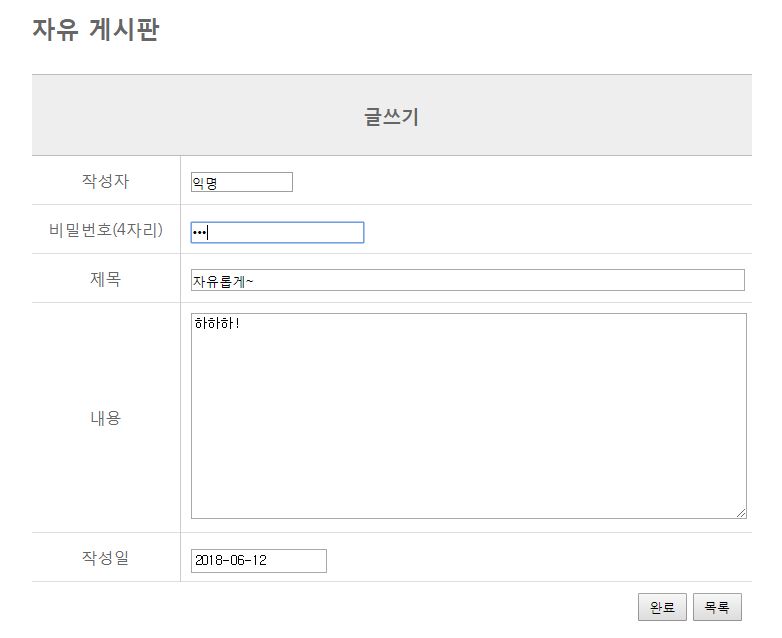 자유 게시판
글쓰기
작성자 익명
비밀번호(4자리) •••
제목 자유롭게~
내용 하하하!
작성일 2018-06-12
완료 목록